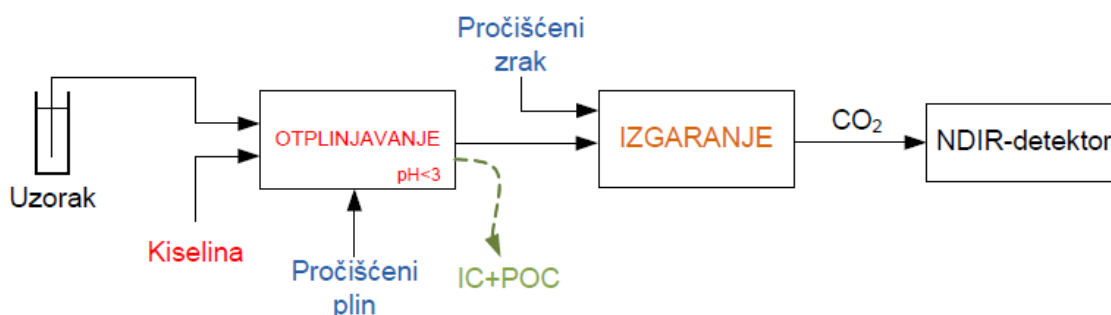 Uzorak
Kiselina
OTPLINJAVANJE
pH<3
Pročišćeni
plin
IC+POC
Pročišćeni
zrak
IZGARANJE
CO₂
NDIR-detektor